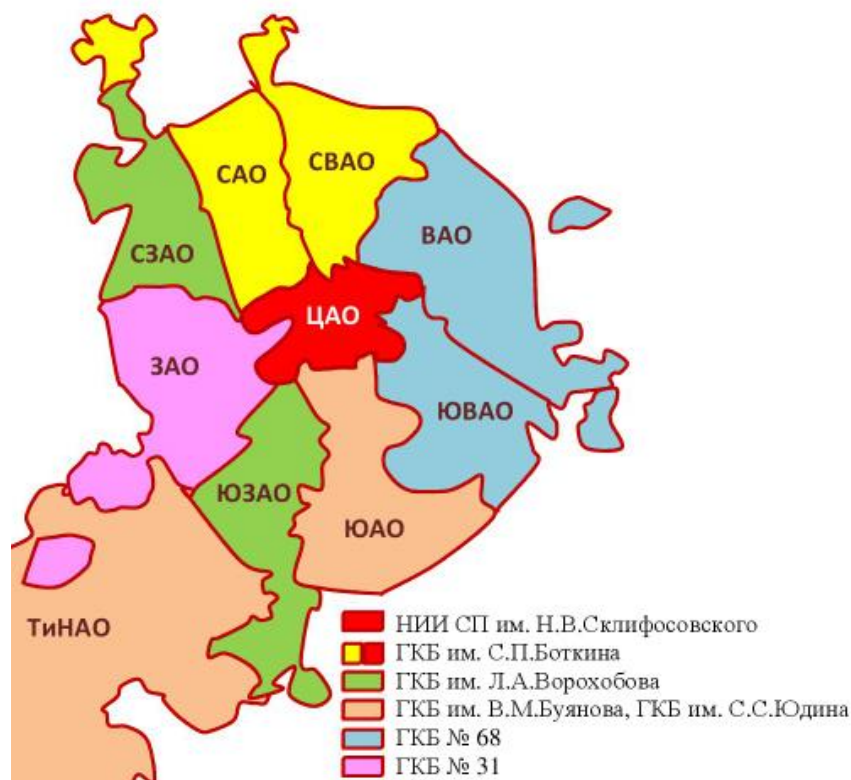 САО
СВАО
ВАО
СЗАО
ЦАО
ЗАО
ЮВАО
ЮЗАО
ЮАО
ТиНАО
НИИ СП им. Н.В.Склифосовского
ГКБ им. С.П.Боткина
ГКБ им. Л.А.Ворохобова
ГКБ им. В.М.Буянова, ГКБ им. С.С.Юдина
ГКБ № 68
ГКБ № 31